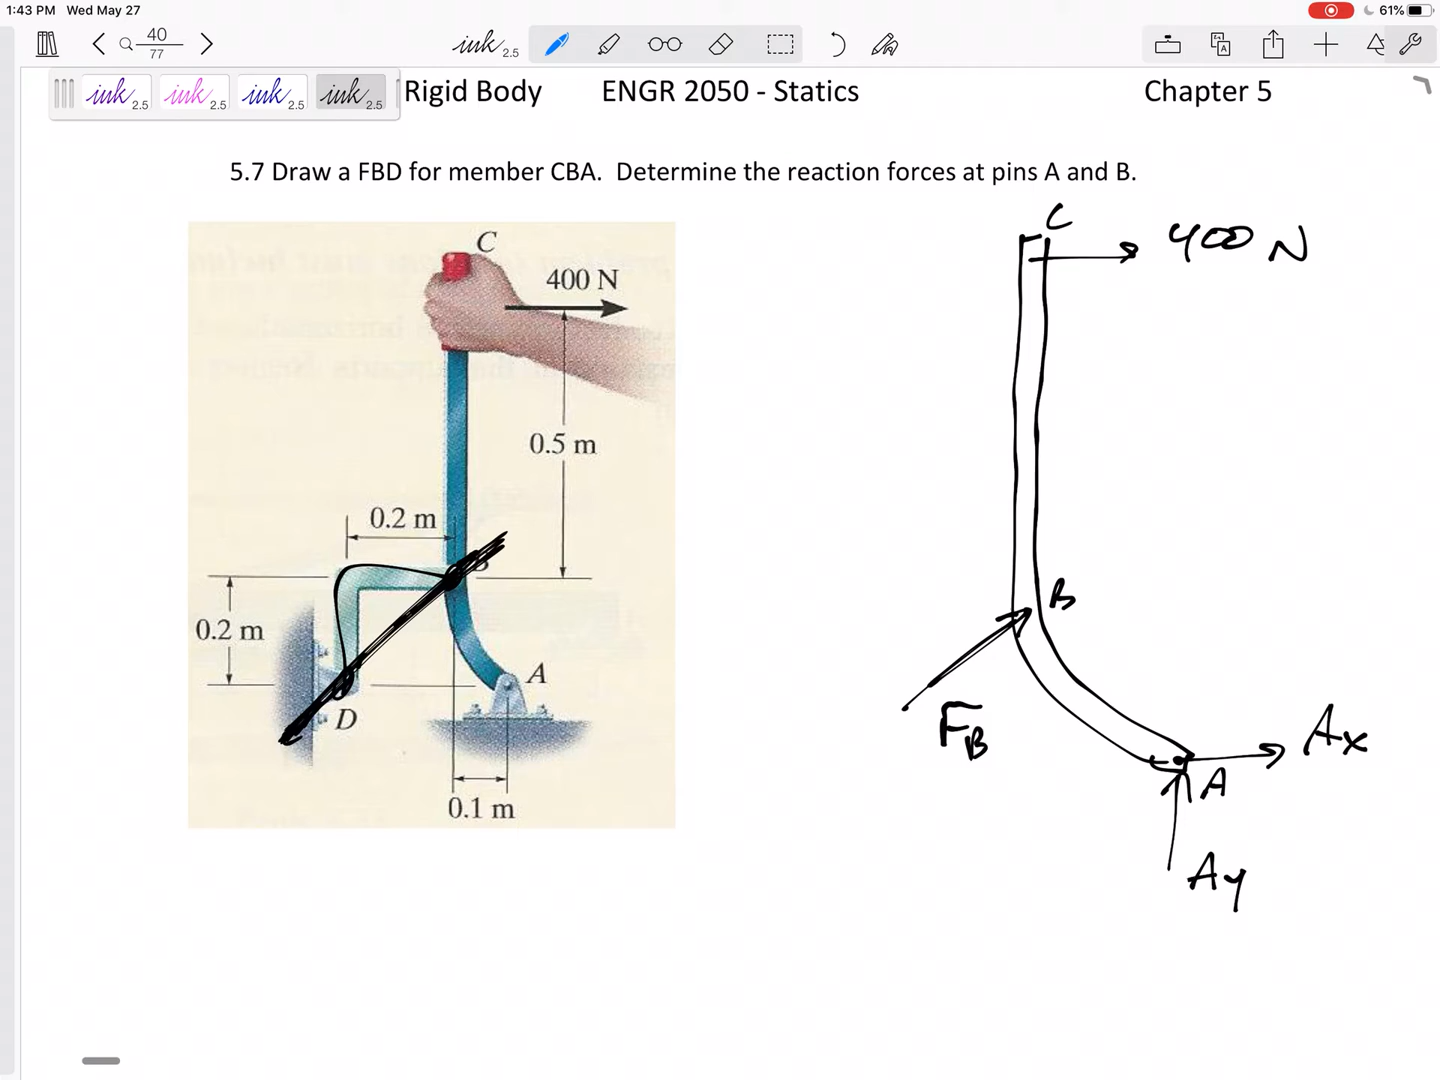 1:43 PM Wed May 27
61%
40
77
ink 2.5
ink 2.5
ink 2.5
ink 2.5
ink 2.5
Rigid Body ENGR 2050 - Statics Chapter 5
5.7 Draw a FBD for member CBA. Determine the reaction forces at pins A and B.
C
400 N
0.5 m
0.2 m
B
0.2 m
A
D
0.1 m
C
400 N
B
FB
Ax
A
Ay